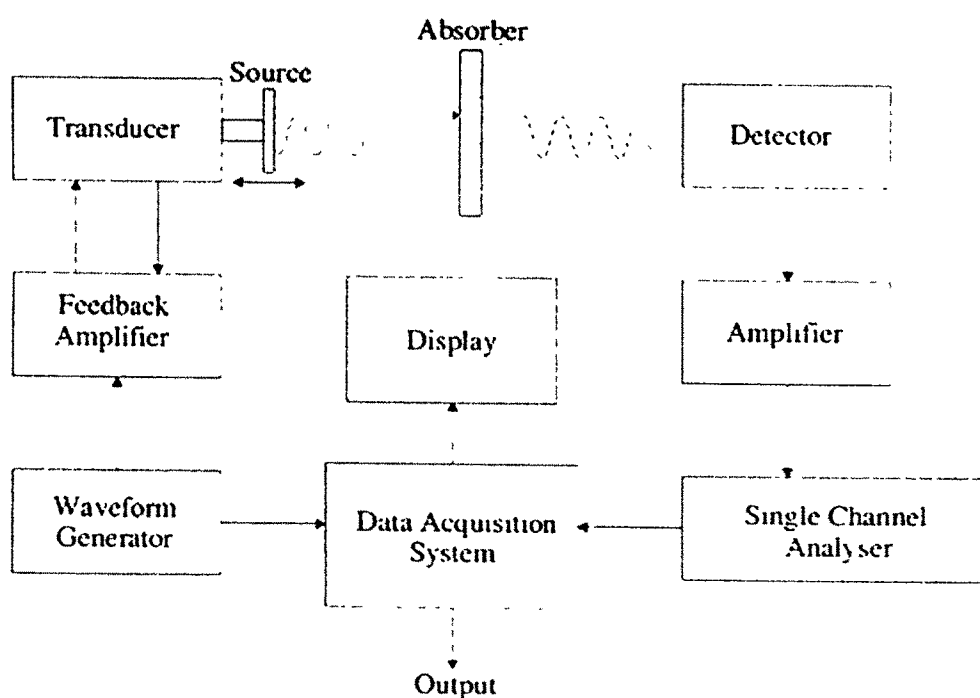 Absorber
Source
Transducer
Detector
Feedback
Amplifier
Display
Amplifier
Waveform
Generator
Data Acquisition
System
Single Channel
Analyser
Output